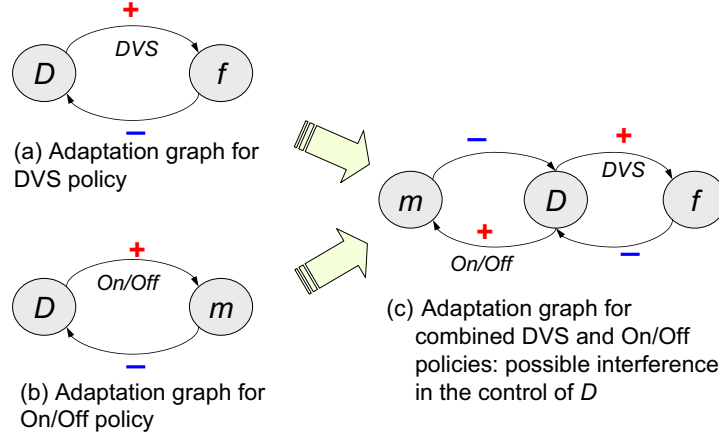 +
D
DVS
f
−
(a) Adaptation graph for
DVS policy
+
D
On/Off
m
−
(b) Adaptation graph for
On/Off policy
−
+
m
D
DVS
f
+
On/Off
−
(c) Adaptation graph for
combined DVS and On/Off
policies: possible interference
in the control of D